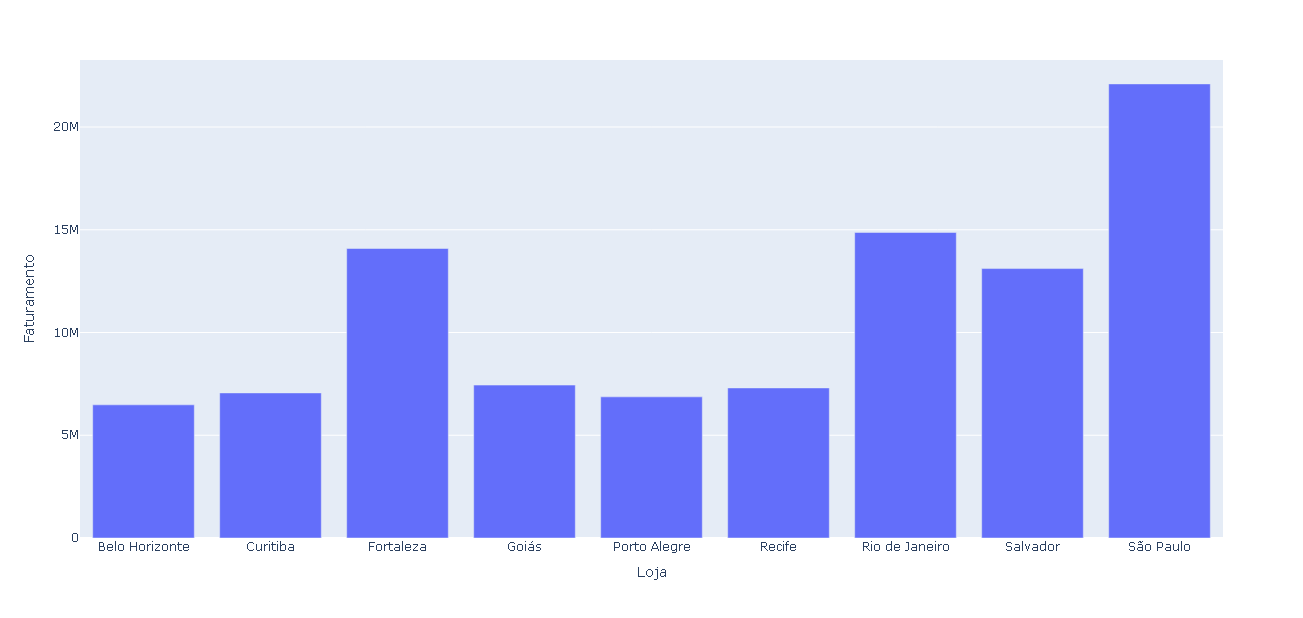 Faturamento
20M
15M
10M
5M
0
Belo Horizonte
Curitiba
Fortaleza
Goiás
Porto Alegre
Recife
Rio de Janeiro
Salvador
São Paulo
Loja